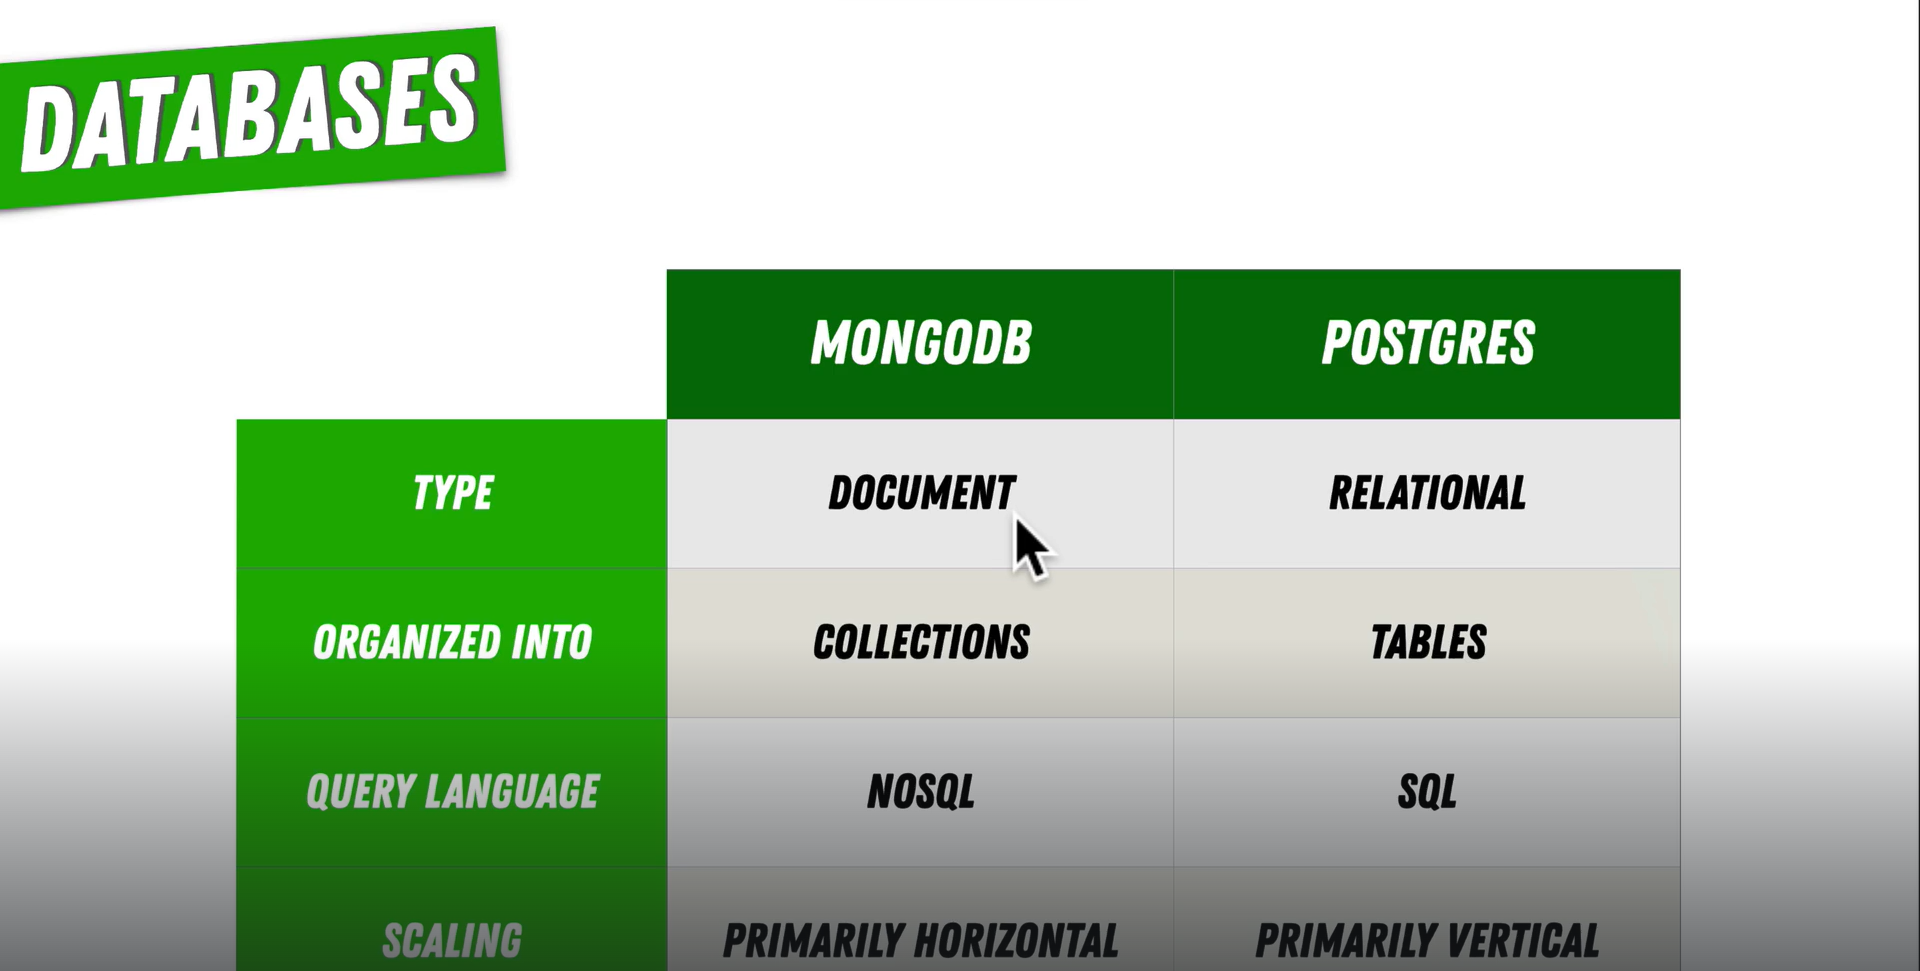 DATABASES
MONGODB POSTGRES
TYPE DOCUMENT RELATIONAL
ORGANIZED INTO COLLECTIONS TABLES
QUERY LANGUAGE NOSQL SQL
SCALING PRIMARILY HORIZONTAL PRIMARILY VERTICAL